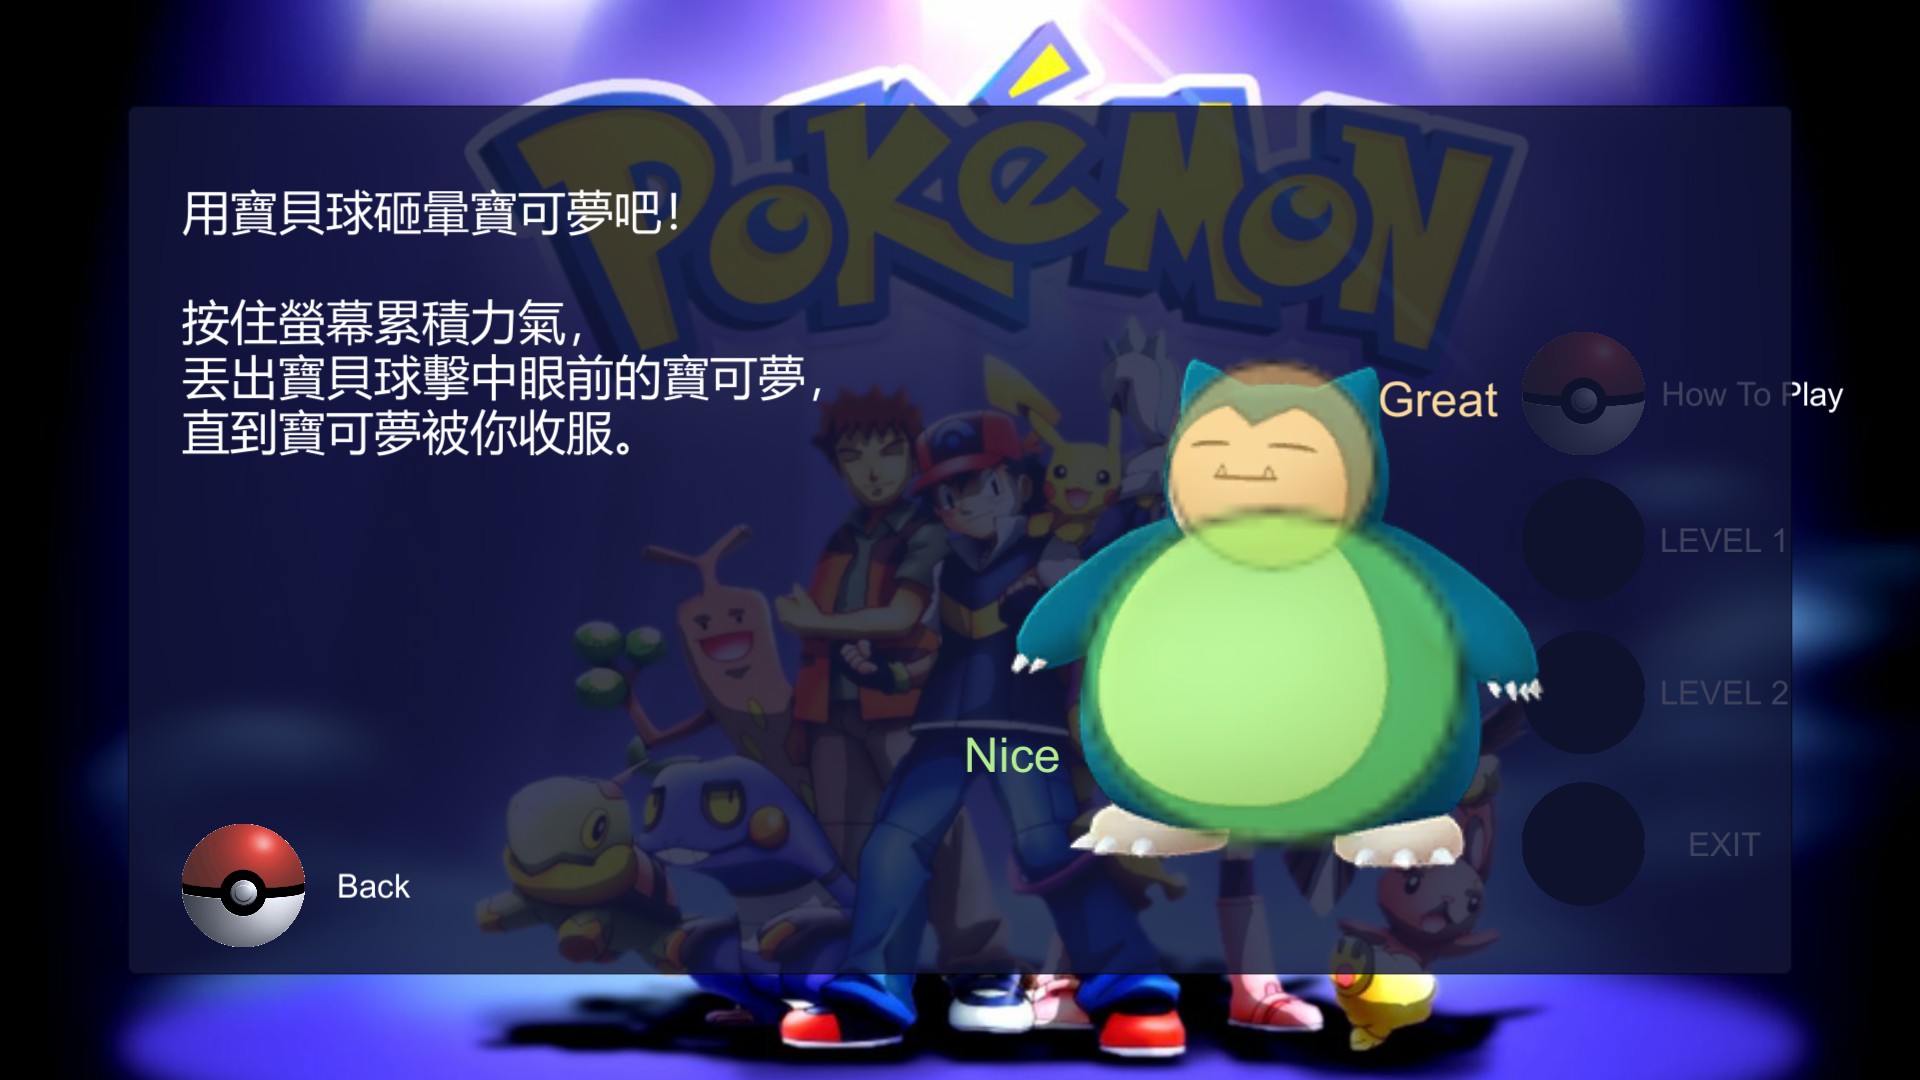 POKéMON
用寶貝球砸暈寶可夢吧！
按住螢幕累積力氣，
丟出寶貝球擊中眼前的寶可夢，
直到寶可夢被你收服。
Great
How To Play
LEVEL 1
LEVEL 2
Nice
EXIT
Back